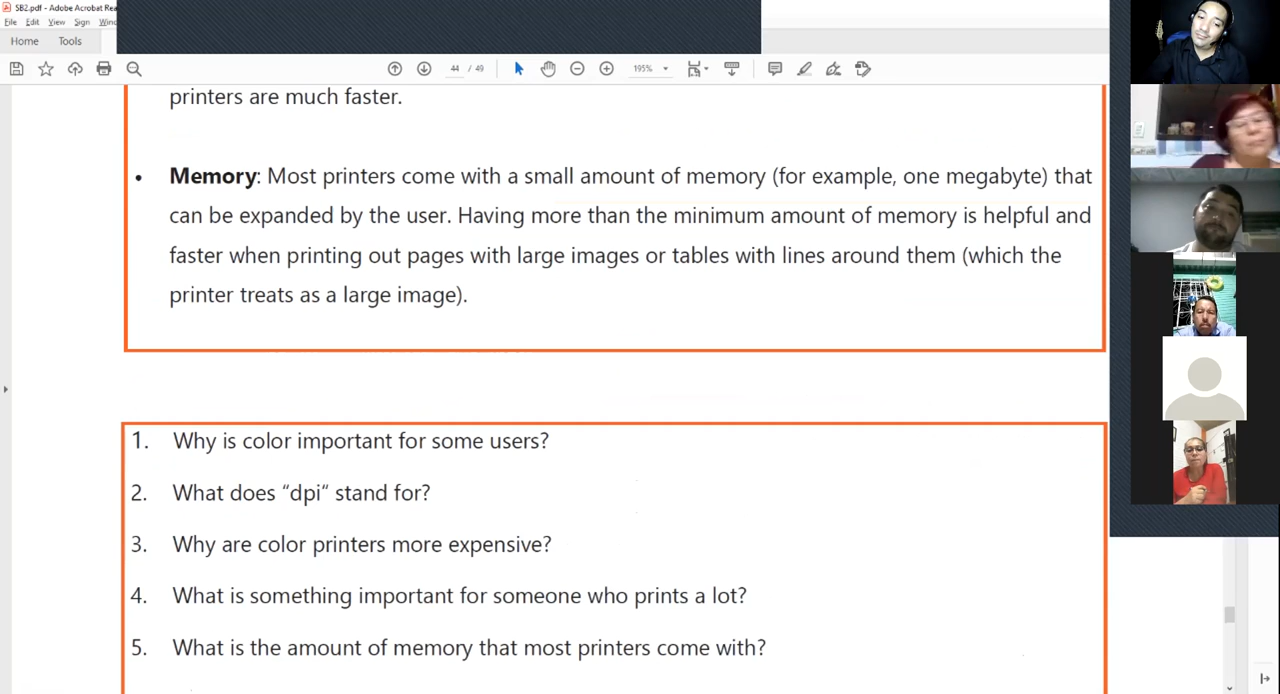 SB2.pdf - Adobe Acrobat Rea
File Edit View Sign Wind
Home Tools
44 / 49 195%
printers are much faster.
• Memory: Most printers come with a small amount of memory (for example, one megabyte) that
can be expanded by the user. Having more than the minimum amount of memory is helpful and
faster when printing out pages with large images or tables with lines around them (which the
printer treats as a large image).
1. Why is color important for some users?
2. What does “dpi” stand for?
3. Why are color printers more expensive?
4. What is something important for someone who prints a lot?
5. What is the amount of memory that most printers come with?